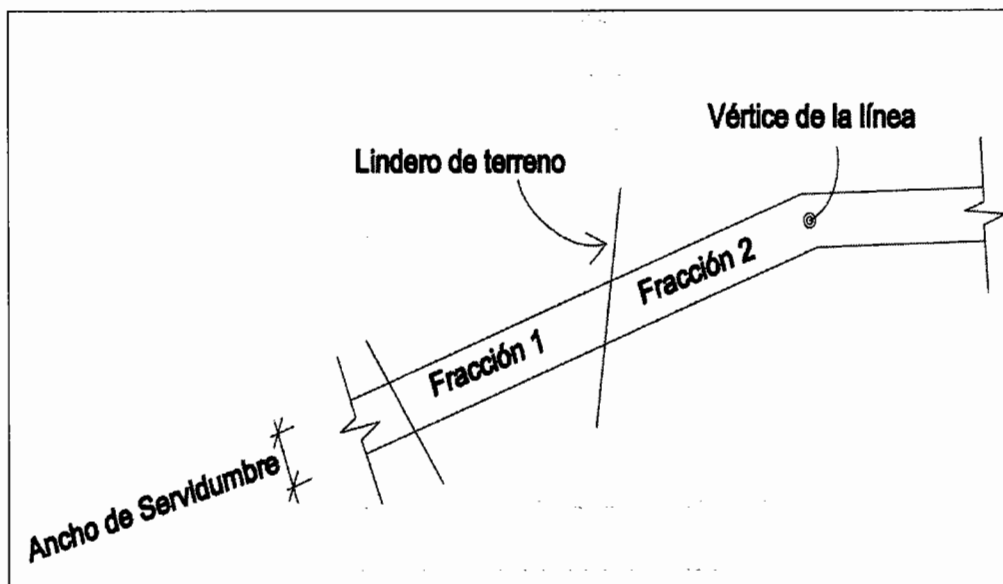 Vértice de la línea
Lindero de terreno
Fracción 2
Fracción 1
Ancho de Servidumbre